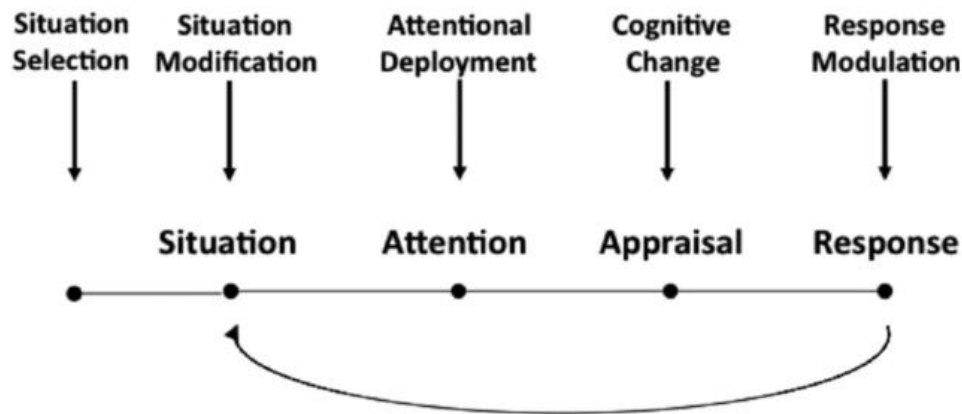 Situation Selection
Situation Modification
Attentional Deployment
Cognitive Change
Response Modulation
Situation
Attention
Appraisal
Response